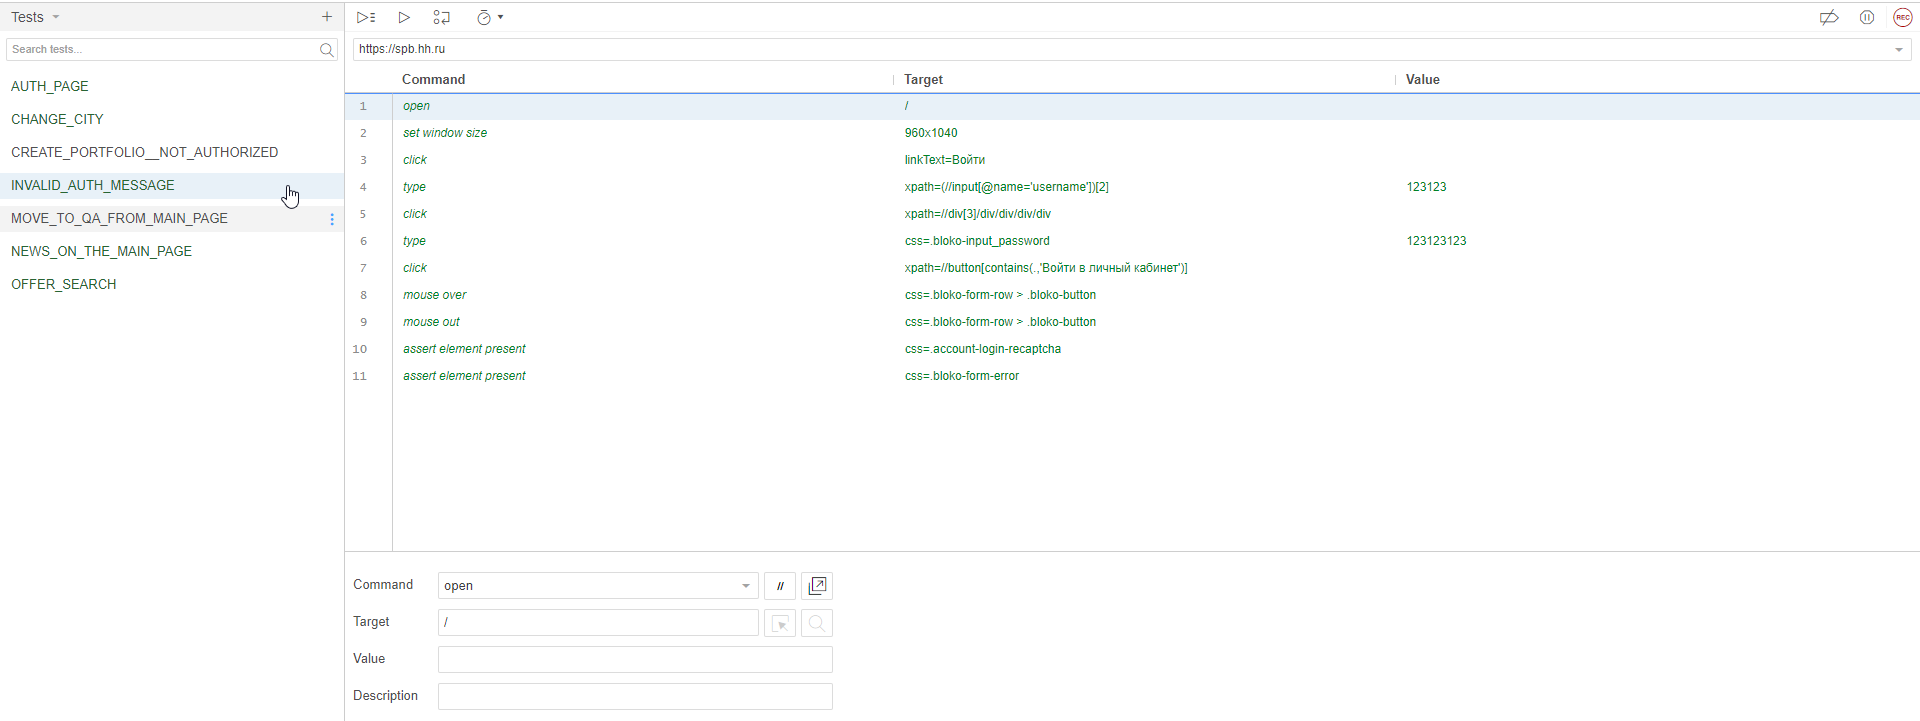 Tests
Search tests...
AUTH_PAGE
CHANGE_CITY
CREATE_PORTFOLIO__NOT_AUTHORIZED
INVALID_AUTH_MESSAGE
MOVE_TO_QA_FROM_MAIN_PAGE
NEWS_ON_THE_MAIN_PAGE
OFFER_SEARCH
REC
https://spb.hh.ru
Command Target Value
1 open /
2 set window size 960x1040
3 click linkText=Войти
4 type xpath=(//input[@name='username'])[2] 123123
5 click xpath=//div[3]/div/div/div/div
6 type css=.bloko-input_password 123123123
7 click xpath=//button[contains(.,'Войти в личный кабинет')]
8 mouse over css=.bloko-form-row > .bloko-button
9 mouse out css=.bloko-form-row > .bloko-button
10 assert element present css=.account-login-recaptcha
11 assert element present css=.bloko-form-error
Command open //
Target /
Value
Description